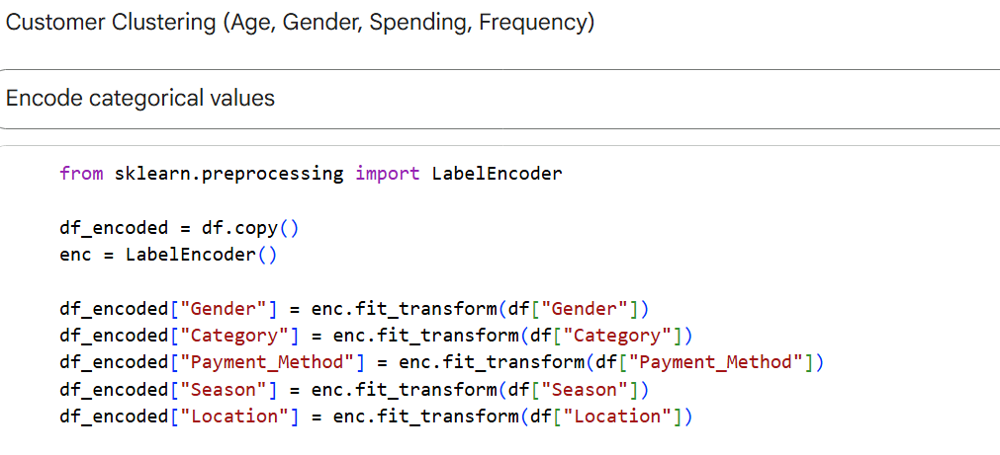 Customer Clustering (Age, Gender, Spending, Frequency)
Encode categorical values
from sklearn.preprocessing import LabelEncoder
df_encoded = df.copy()
enc = LabelEncoder()
df_encoded["Gender"] = enc.fit_transform(df["Gender"])
df_encoded["Category"] = enc.fit_transform(df["Category"])
df_encoded["Payment_Method"] = enc.fit_transform(df["Payment_Method"])
df_encoded["Season"] = enc.fit_transform(df["Season"])
df_encoded["Location"] = enc.fit_transform(df["Location"])